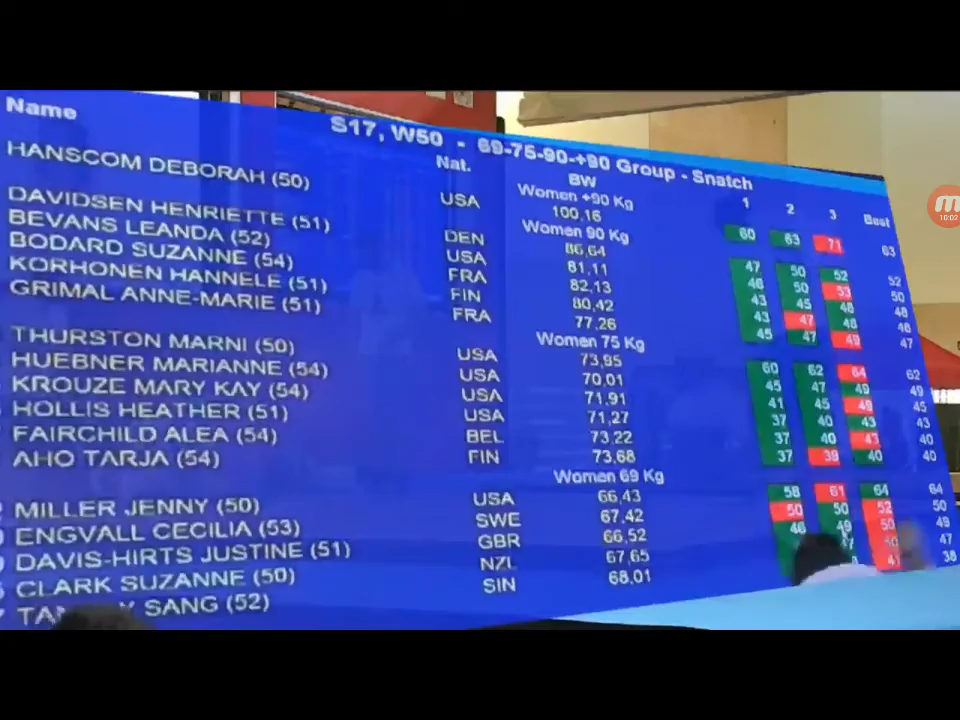 S17, W50 - 69-75-90-+90 Group - Snatch
Name Nat. BW 1 2 3 Best
Women +90 Kg
HANSCOM DEBORAH (50) USA 100,16 60 63 71 63
Women 90 Kg
DAVIDSEN HENRIETTE (51) DEN 86,64 47 50 52 52
BEVANS LEANDA (52) USA 81,11 46 50 53 50
BODARD SUZANNE (54) FRA 82,13 43 45 48 48
KORHONEN HANNELE (51) FIN 80,42 43 47 48 48
GRIMAL ANNE-MARIE (51) FRA 77,26 45 47 49 47
Women 75 Kg
THURSTON MARNI (50) USA 73,95 60 62 64 62
HUEBNER MARIANNE (54) USA 70,01 45 47 49 49
KROUZE MARY KAY (54) USA 71,91 41 45 49 45
HOLLIS HEATHER (51) USA 71,27 37 40 43 43
FAIRCHILD ALEA (54) BEL 73,22 37 40 43 40
AHO TARJA (54) FIN 73,68 37 39 40 40
Women 69 Kg
MILLER JENNY (50) USA 66,43 58 61 64 64
ENGVALL CECILIA (53) SWE 67,42 50 50 52 50
DAVIS-HIRTS JUSTINE (51) GBR 66,52 46 49 50 49
CLARK SUZANNE (50) NZL 67,65 47
SANG (52) SIN 68,01 38
10:02